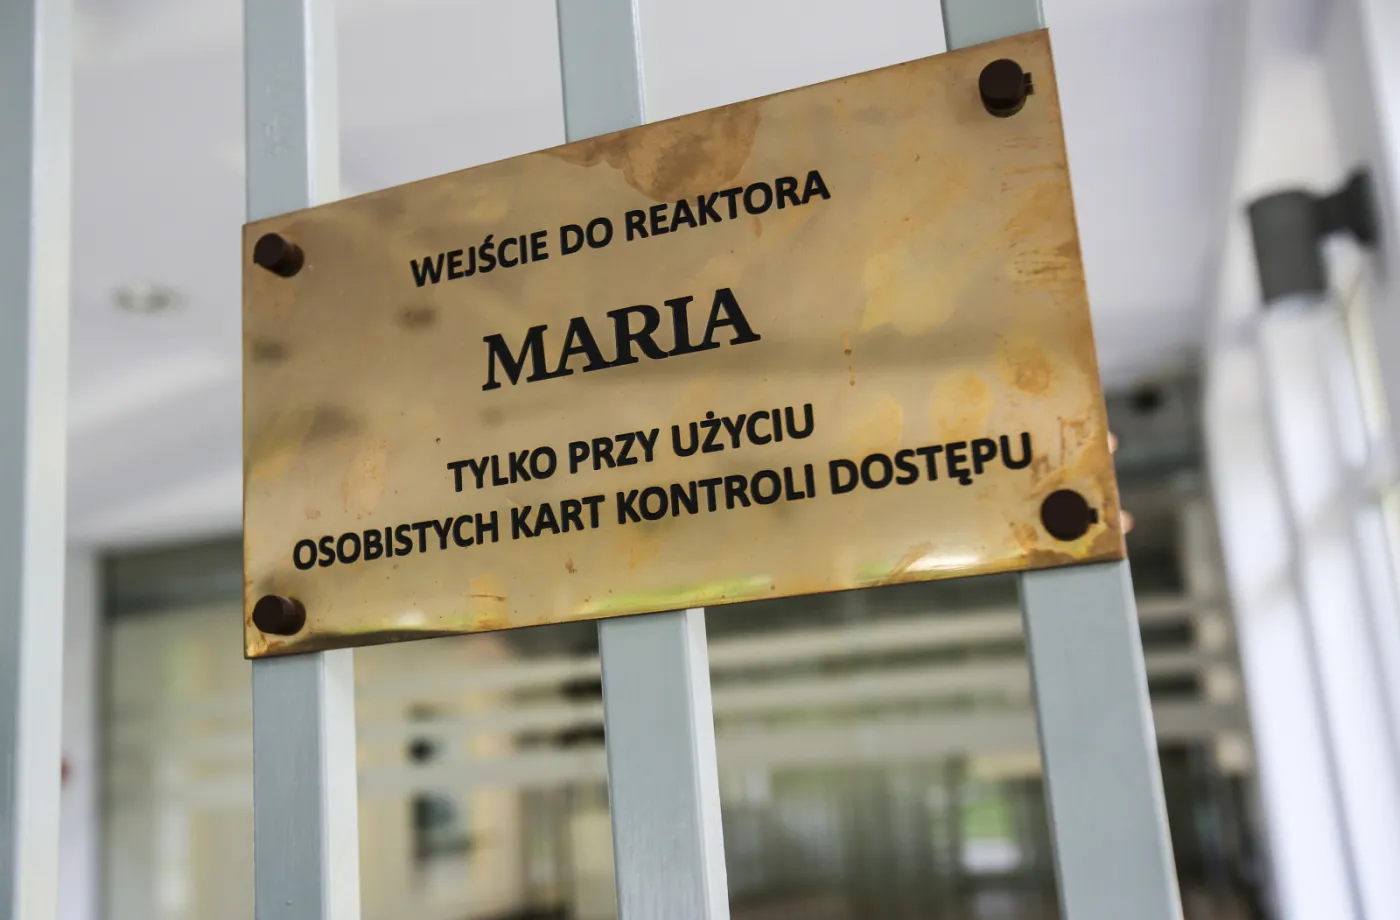 WEJŚCIE DO REAKTORA
MARIA
TYLKO PRZY UŻYCIU
OSOBISTYCH KART KONTROLI DOSTĘPU